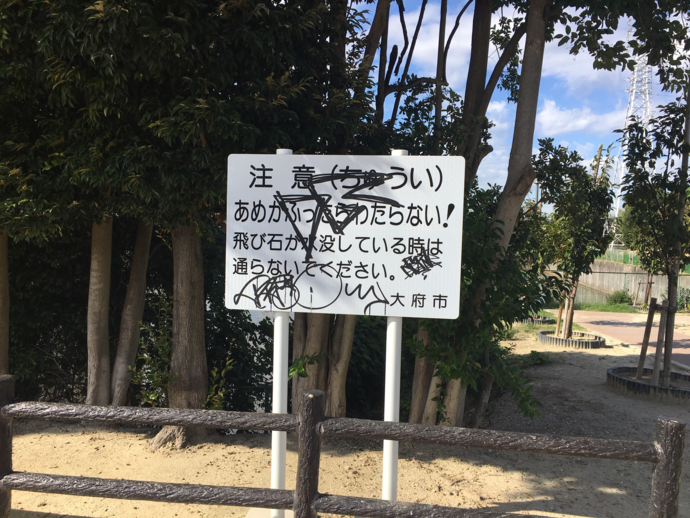 注意（ちゅうい）
あめがふったらわたらない！
飛び石が水没している時は
通らないでください。
大府市